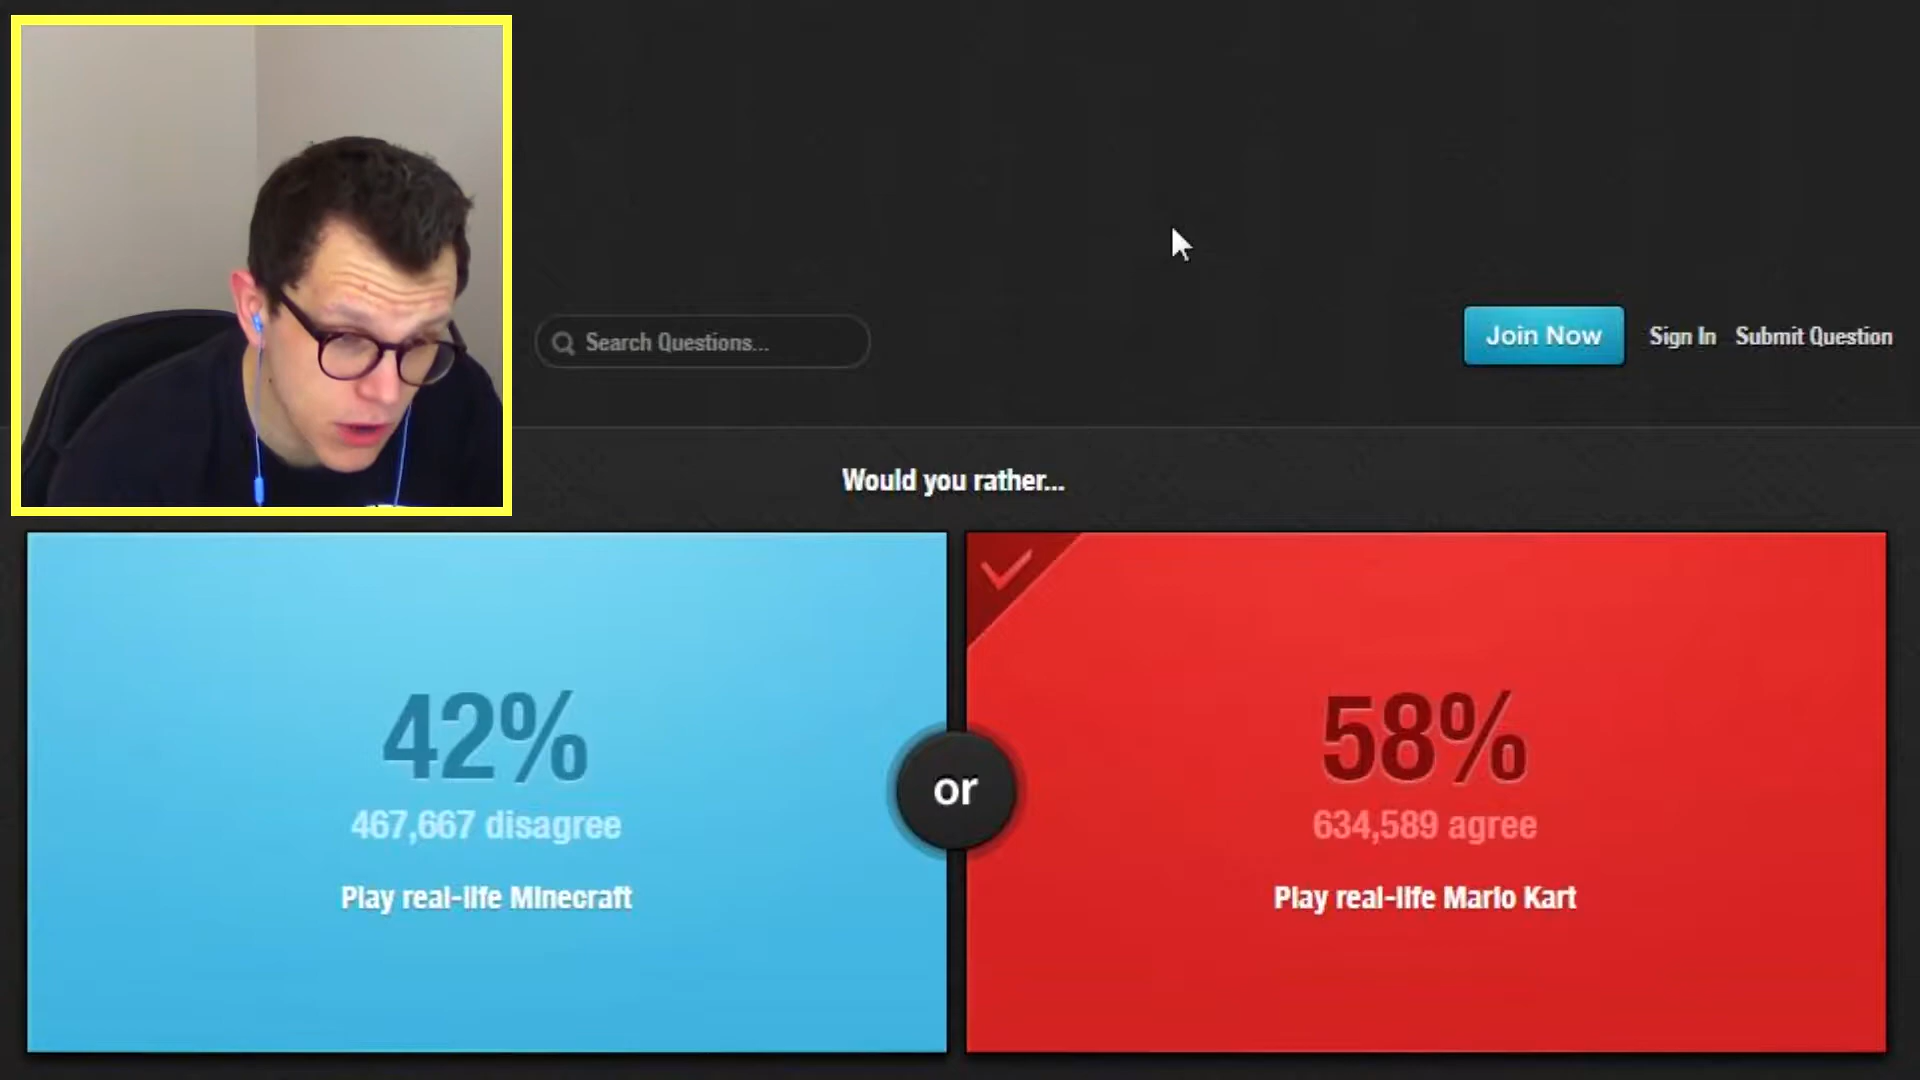 Search Questions...
Join Now
Sign In
Submit Question
Would you rather...
42%
467,667 disagree
Play real-life Minecraft
or
58%
634,589 agree
Play real-life Mario Kart